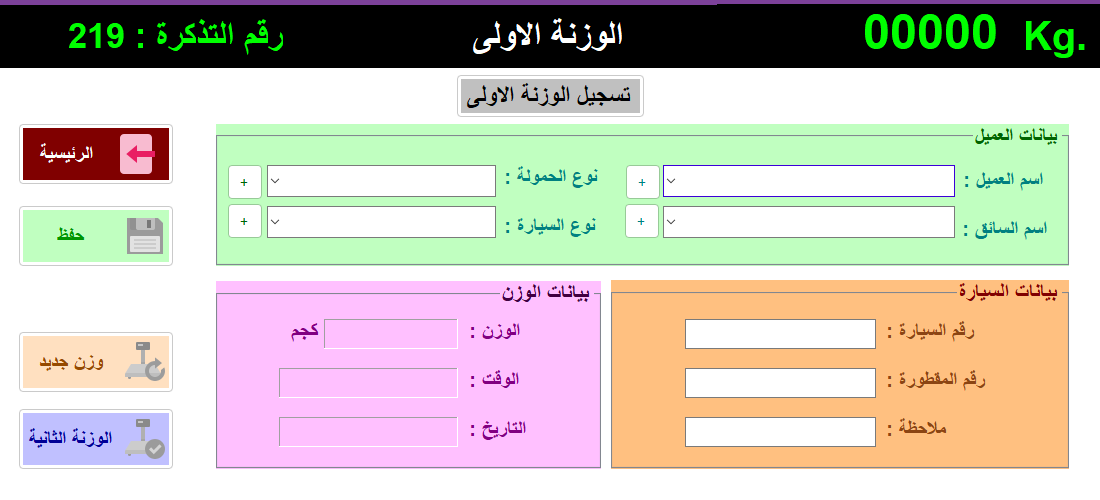 رقم التذكرة : 219
الوزنة الاولى
00000 Kg.
تسجيل الوزنة الاولى
بيانات العميل
اسم العميل :
+
نوع الحمولة :
+
اسم السائق :
+
نوع السيارة :
+
بيانات السيارة
رقم السيارة :
رقم المقطورة :
ملاحظة :
بيانات الوزن
الوزن :
كجم
الوقت :
التاريخ :
الرئيسية
حفظ
وزن جديد
الوزنة الثانية